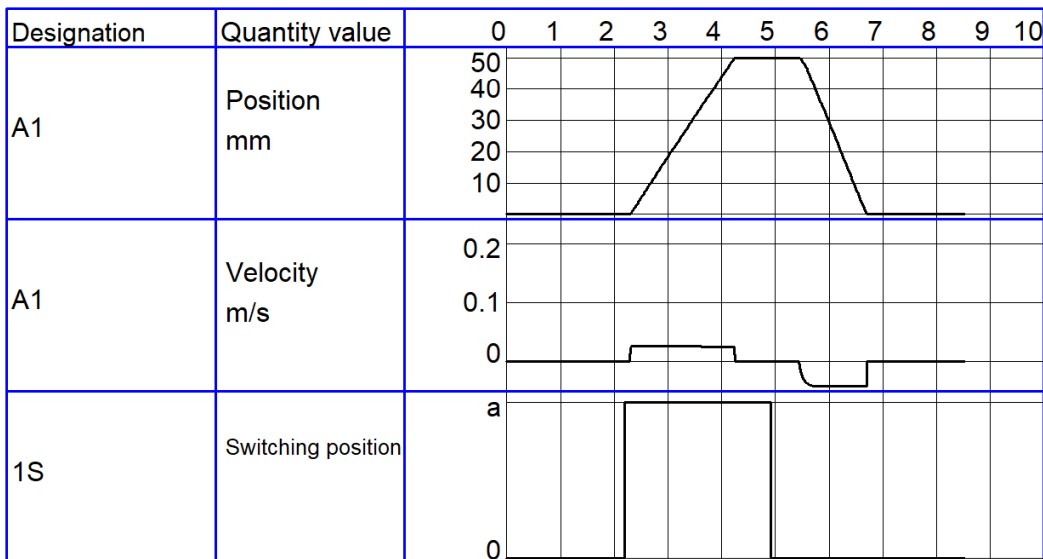 Designation Quantity value 0 1 2 3 4 5 6 7 8 9 10
A1 Position mm 50 40 30 20 10
A1 Velocity m/s 0.2 0.1 0
1S Switching position a 0